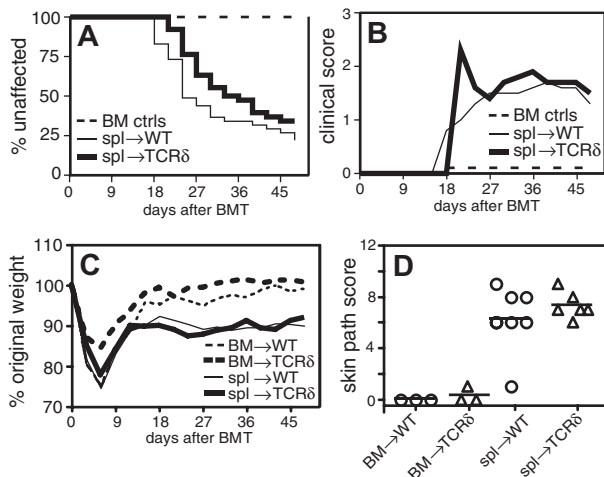 A
% unaffected
100
75
50
25
0
BM ctrls
spl→WT
spl→TCRδ
0 9 18 27 36 45
days after BMT
B
clinical score
3
2
1
0
BM ctrls
spl→WT
spl→TCRδ
0 9 18 27 36 45
days after BMT
C
% original weight
110
100
90
80
70
BM→WT
BM→TCRδ
spl→WT
spl→TCRδ
0 9 18 27 36 45
days after BMT
D
skin path score
12
8
4
0
BM→WT
BM→TCRδ
spl→WT
spl→TCRδ